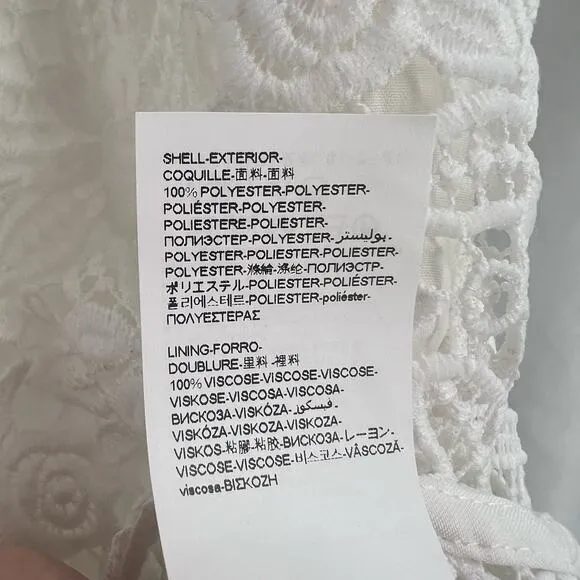 SHELL-EXTERIOR-
COQUILLE-面料-面料
100% POLYESTER-POLYESTER-
POLIÉSTER-POLYESTER-
POLIESTERE-POLIESTER-
ПОЛИЭСТЕР-POLYESTER-بوليستر-
POLYESTER-POLIESTER-POLIESTER-
POLYESTER-滌綸-涤纶-ПОЛИЭСТР-
ポリエステル-POLIESTER-POLIESTER-
폴리에스테르-POLIESTER-poliéster-
ΠΟΛΥΕΣΤΕΡΑΣ
LINING-FORRO-
DOUBLURE-里料-裡料
100% VISCOSE-VISCOSE-VISCOSE-
VISKOSE-VISCOSA-VISCOSA-
ВИСКОЗА-VISKÓZA-فيسكوز-
VISKÓZA-VISKOZA-VISKOZA-
VISKOS-粘膠-粘胶-ВИСКОЗА-レーヨン-
VISCOSE-VISCOSE-비스코스-VÂSCOZĂ-
viscosa-ΒΙΣΚΟΖΗ